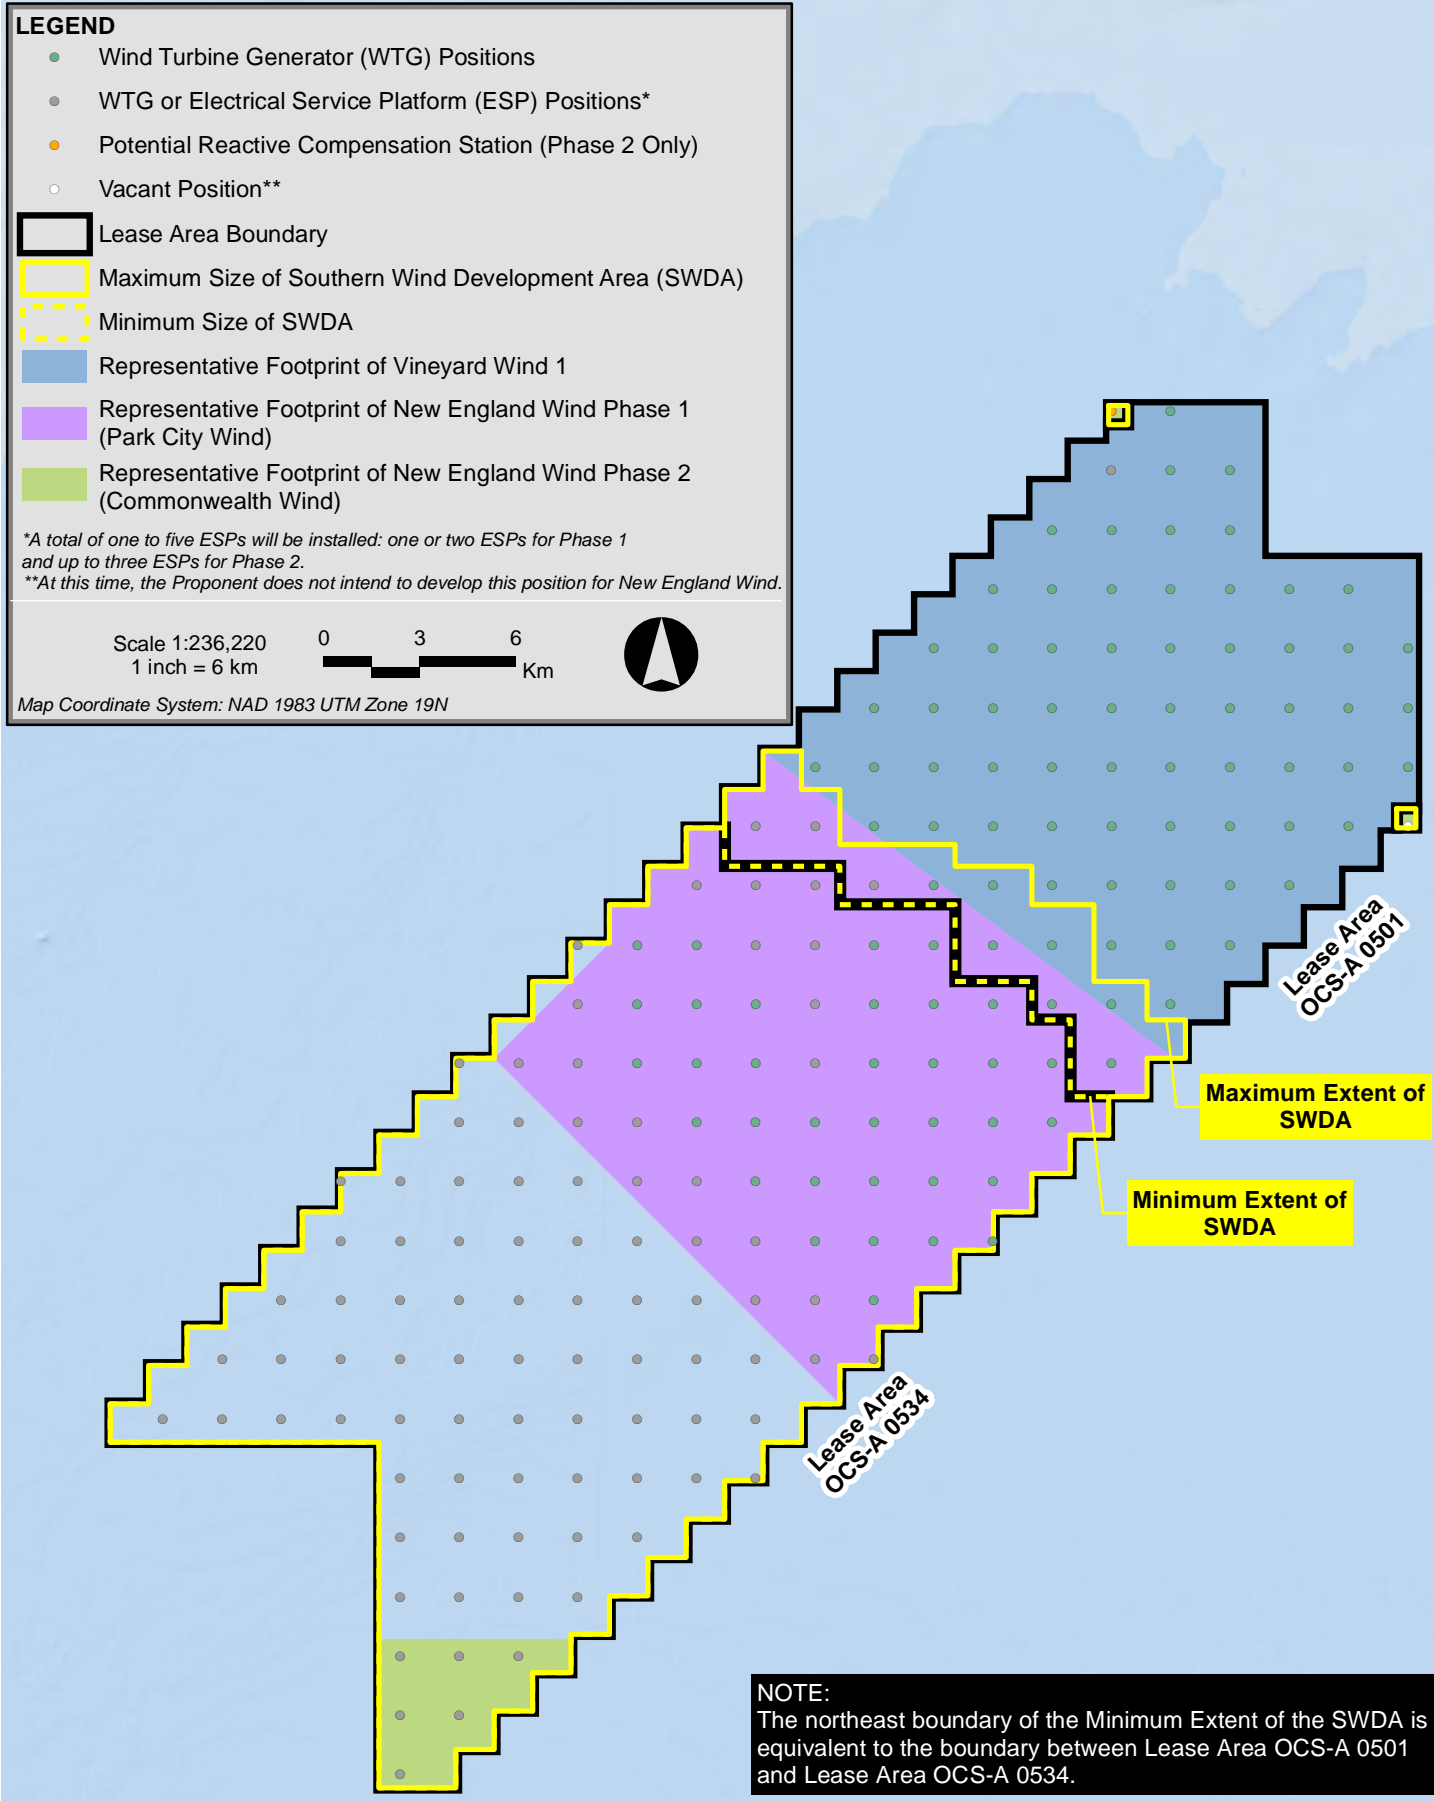 LEGEND
Wind Turbine Generator (WTG) Positions
WTG or Electrical Service Platform (ESP) Positions*
Potential Reactive Compensation Station (Phase 2 Only)
Vacant Position**
Lease Area Boundary
Maximum Size of Southern Wind Development Area (SWDA)
Minimum Size of SWDA
Representative Footprint of Vineyard Wind 1
Representative Footprint of New England Wind Phase 1
(Park City Wind)
Representative Footprint of New England Wind Phase 2
(Commonwealth Wind)
*A total of one to five ESPs will be installed: one or two ESPs for Phase 1
and up to three ESPs for Phase 2.
**At this time, the Proponent does not intend to develop this position for New England Wind.
Scale 1:236,220
1 inch = 6 km
0 3 6
Km
Map Coordinate System: NAD 1983 UTM Zone 19N
Lease Area
OCS-A 0501
Maximum Extent of
SWDA
Minimum Extent of
SWDA
Lease Area
OCS-A 0534
NOTE:
The northeast boundary of the Minimum Extent of the SWDA is
equivalent to the boundary between Lease Area OCS-A 0501
and Lease Area OCS-A 0534.